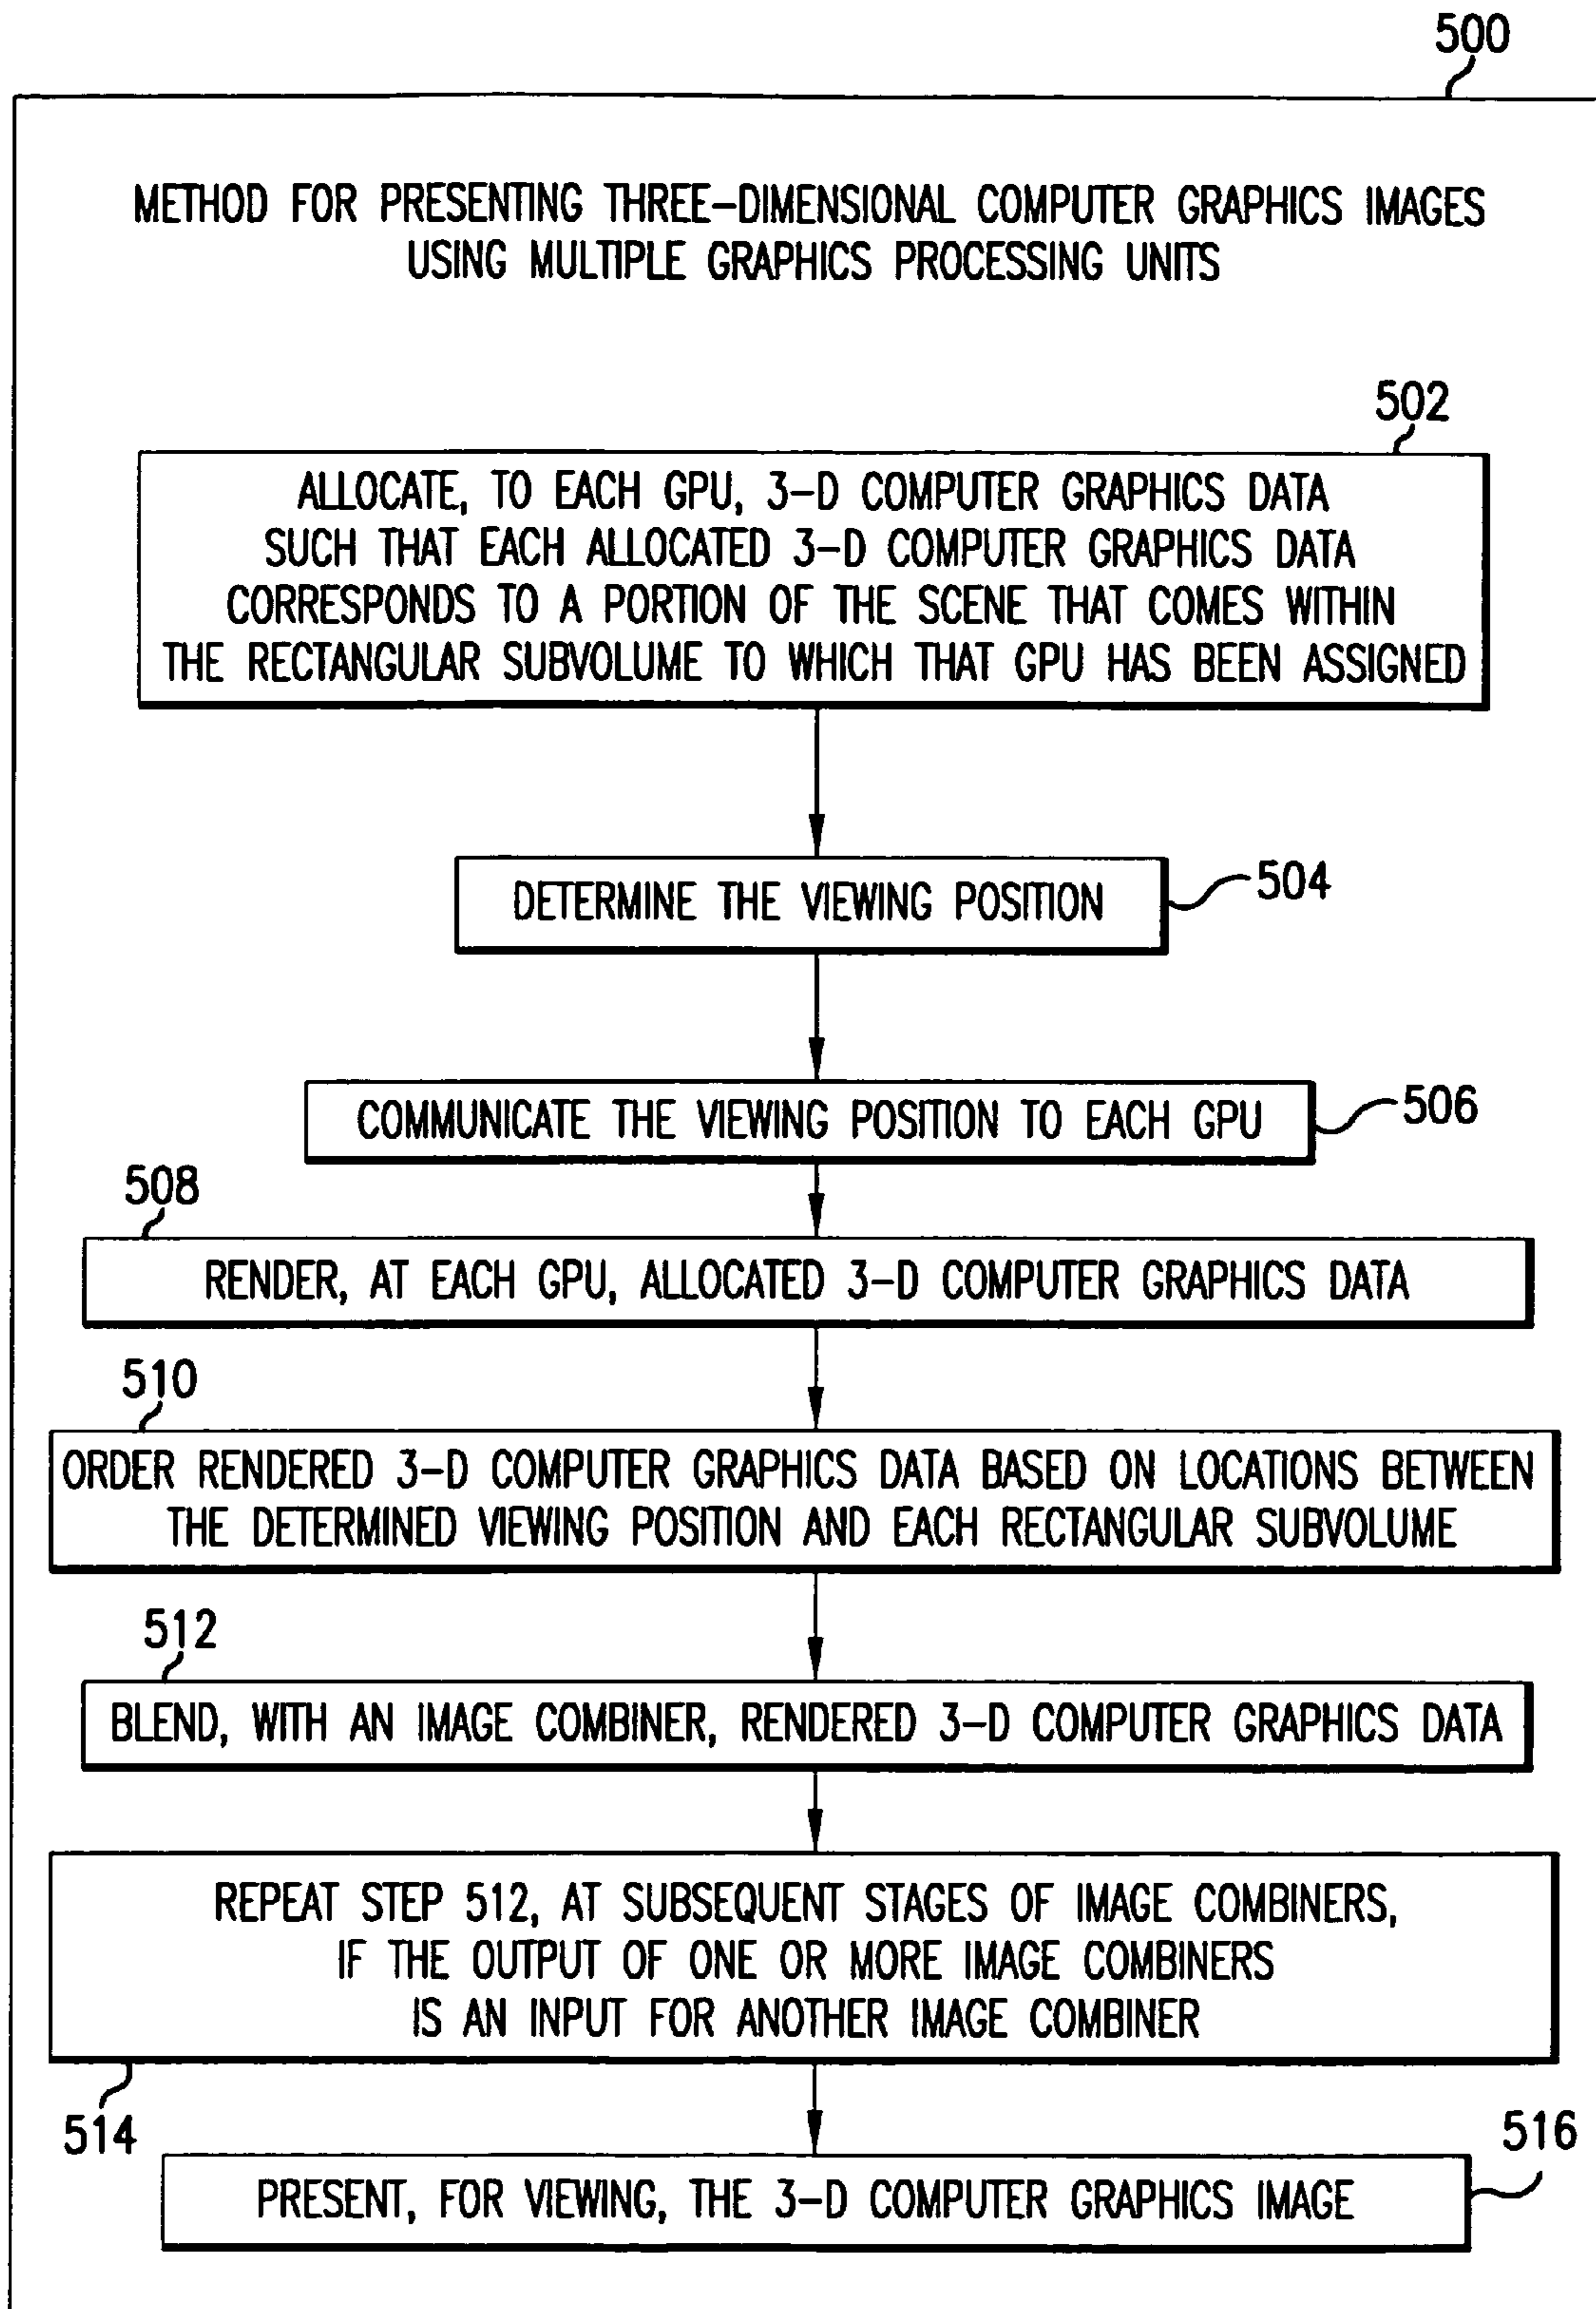 500
METHOD FOR PRESENTING THREE-DIMENSIONAL COMPUTER GRAPHICS IMAGES
USING MULTIPLE GRAPHICS PROCESSING UNITS
502
ALLOCATE, TO EACH GPU, 3-D COMPUTER GRAPHICS DATA
SUCH THAT EACH ALLOCATED 3-D COMPUTER GRAPHICS DATA
CORRESPONDS TO A PORTION OF THE SCENE THAT COMES WITHIN
THE RECTANGULAR SUBVOLUME TO WHICH THAT GPU HAS BEEN ASSIGNED
DETERMINE THE VIEWING POSITION
504
COMMUNICATE THE VIEWING POSITION TO EACH GPU
506
508
RENDER, AT EACH GPU, ALLOCATED 3-D COMPUTER GRAPHICS DATA
510
ORDER RENDERED 3-D COMPUTER GRAPHICS DATA BASED ON LOCATIONS BETWEEN
THE DETERMINED VIEWING POSITION AND EACH RECTANGULAR SUBVOLUME
512
BLEND, WITH AN IMAGE COMBINER, RENDERED 3-D COMPUTER GRAPHICS DATA
REPEAT STEP 512, AT SUBSEQUENT STAGES OF IMAGE COMBINERS,
IF THE OUTPUT OF ONE OR MORE IMAGE COMBINERS
IS AN INPUT FOR ANOTHER IMAGE COMBINER
514
516
PRESENT, FOR VIEWING, THE 3-D COMPUTER GRAPHICS IMAGE